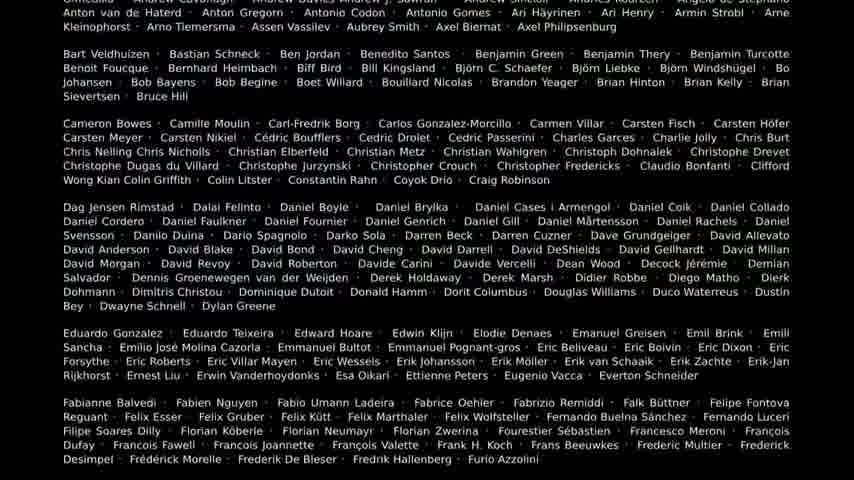 Anton van de Haterd · Anton Gregorn · Antonio Codon · Antonio Gomes · Ari Häyrinen · Ari Henry · Armin Strobl · Arne
Kleinophorst · Arno Tiemersma · Assen Vassilev · Aubrey Smith · Axel Biernat · Axel Philipsenburg
Bart Veldhuizen · Bastian Schneck · Ben Jordan · Benedito Santos · Benjamin Green · Benjamin Thery · Benjamin Turcotte
Benoit Foucque · Bernhard Heimbach · Biff Bird · Bill Kingsland · Björn C. Schaefer · Björn Liebke · Björn Windshügel · Bo
Johansen · Bob Bayens · Bob Begine · Boet Willard · Bouillard Nicolas · Brandon Yeager · Brian Hinton · Brian Kelly · Brian
Sievertsen · Bruce Hill
Cameron Bowes · Camille Moulin · Carl-Fredrik Borg · Carlos Gonzalez-Morcillo · Carmen Villar · Carsten Fisch · Carsten Höfer
Carsten Meyer · Carsten Nikiel · Cédric Boufflers · Cedric Drolet · Cedric Passerini · Charles Garces · Charlie Jolly · Chris Burt
Chris Nelling Chris Nicholls · Christian Elberfeld · Christian Metz · Christian Wahlgren · Christoph Dohnalek · Christophe Drevet
Christophe Dugas du Villard · Christophe Jurzynski · Christopher Crouch · Christopher Fredericks · Claudio Bonfanti · Clifford
Wong Kian Colin Griffith · Colin Litster · Constantin Rahn · Coyok Drio · Craig Robinson
Dag Jensen Rimstad · Dalai Felinto · Daniel Boyle · Daniel Brylka · Daniel Cases i Armengol · Daniel Coik · Daniel Collado
Daniel Cordero · Daniel Faulkner · Daniel Fournier · Daniel Genrich · Daniel Gill · Daniel Mårtensson · Daniel Rachels · Daniel
Svensson · Danilo Duina · Dario Spagnolo · Darko Sola · Darren Beck · Darren Cuzner · Dave Grundgeiger · David Allevato
David Anderson · David Blake · David Bond · David Cheng · David Darrell · David DeShields · David Gellhardt · David Millan
David Morgan · David Revoy · David Roberton · Davide Carini · Davide Vercelli · Dean Wood · Decock Jérémie · Demian
Salvador · Dennis Groenewegen van der Weijden · Derek Holdaway · Derek Marsh · Didier Robbe · Diego Matho · Dierk
Dohmann · Dimitris Christou · Dominique Dutoit · Donald Hamm · Dorit Columbus · Douglas Williams · Duco Waterreus · Dustin
Bey · Dwayne Schnell · Dylan Greene
Eduardo Gonzalez · Eduardo Teixeira · Edward Hoare · Edwin Klijn · Elodie Denaes · Emanuel Greisen · Emil Brink · Emili
Sancha · Emilio José Molina Cazorla · Emmanuel Bultot · Emmanuel Pognant-gros · Eric Beliveau · Eric Boivin · Eric Dixon · Eric
Forsythe · Eric Roberts · Eric Villar Mayen · Eric Wessels · Erik Johansson · Erik Möller · Erik van Schaaik · Erik Zachte · Erik-Jan
Rijkhorst · Ernest Liu · Erwin Vanderhoydonks · Esa Oikari · Ettienne Peters · Eugenio Vacca · Everton Schneider
Fabianne Balvedi · Fabien Nguyen · Fabio Umann Ladeira · Fabrice Oehler · Fabrizio Remiddi · Falk Büttner · Felipe Fontova
Reguant · Felix Esser · Felix Gruber · Felix Kütt · Felix Marthaler · Felix Wolfsteller · Fernando Buelna Sánchez · Fernando Luceri
Filipe Soares Dilly · Florian Köberle · Florian Neumayr · Florian Zwerina · Fourestier Sébastien · Francesco Meroni · François
Dufay · Francois Fawell · Francois Joannette · François Valette · Frank H. Koch · Frans Beeuwkes · Frederic Multier · Frederick
Desimpel · Frédérick Morelle · Frederik De Bleser · Fredrik Hallenberg · Furio Azzolini